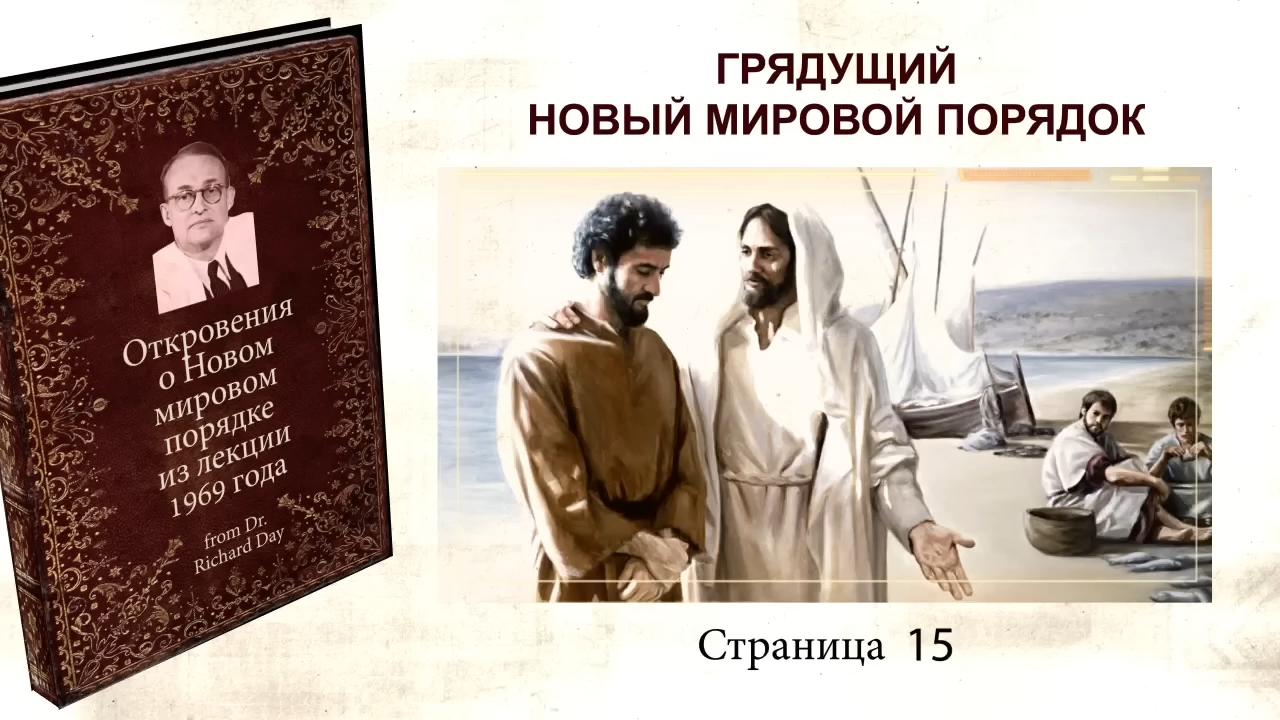 ГРЯДУЩИЙ
НОВЫЙ МИРОВОЙ ПОРЯДОК
Откровения
о Новом
мировом
порядке
из лекции
1969 года
from Dr.
Richard Day
Страница 15